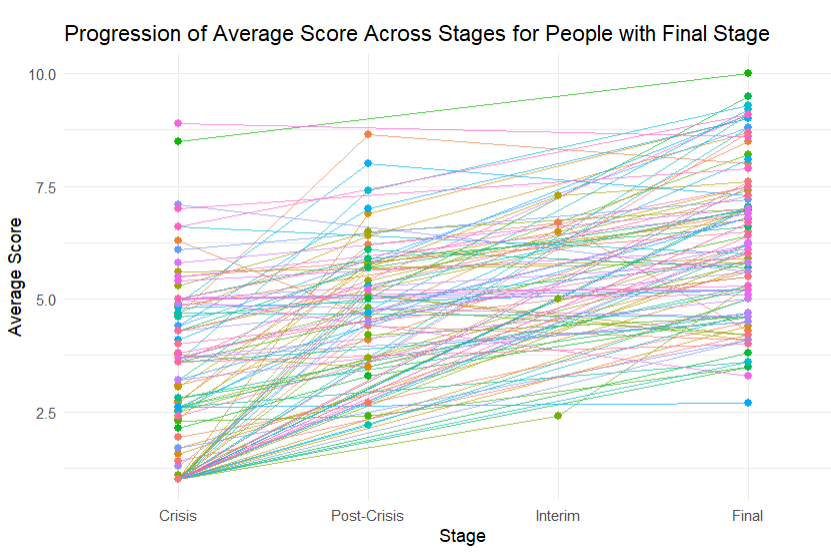 Progression of Average Score Across Stages for People with Final Stage
10.0
7.5
5.0
2.5
Average Score
Crisis
Post-Crisis
Interim
Final
Stage